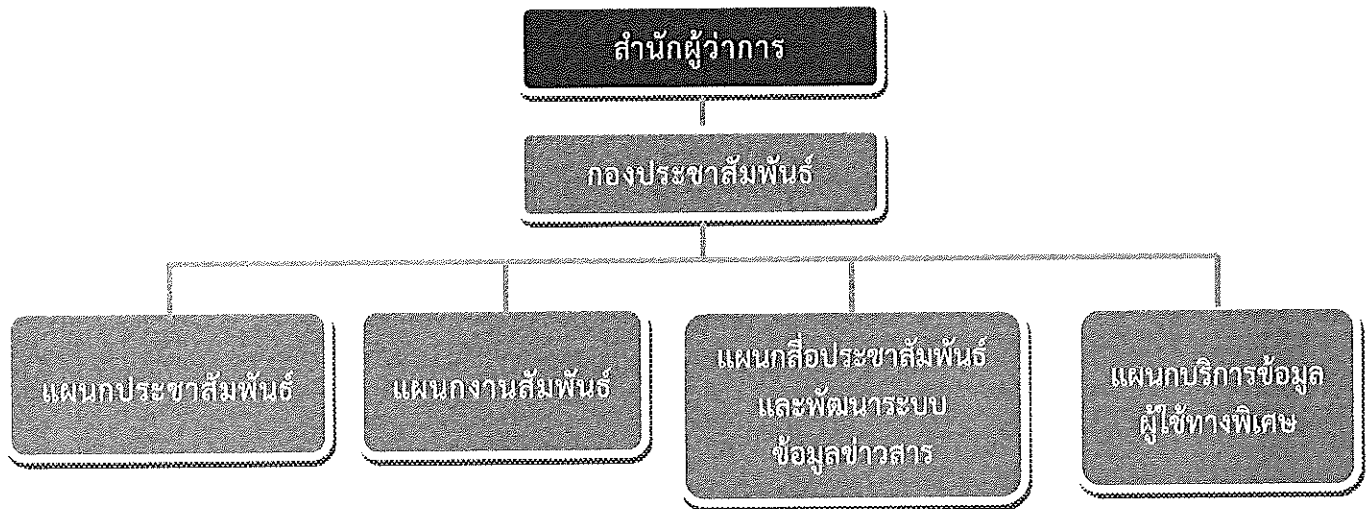 สำนักผู้ว่าการ
กองประชาสัมพันธ์
แผนกประชาสัมพันธ์
แผนกงานสัมพันธ์
แผนกสื่อประชาสัมพันธ์
และพัฒนาระบบ
ข้อมูลข่าวสาร
แผนกบริการข้อมูล
ผู้ใช้ทางพิเศษ